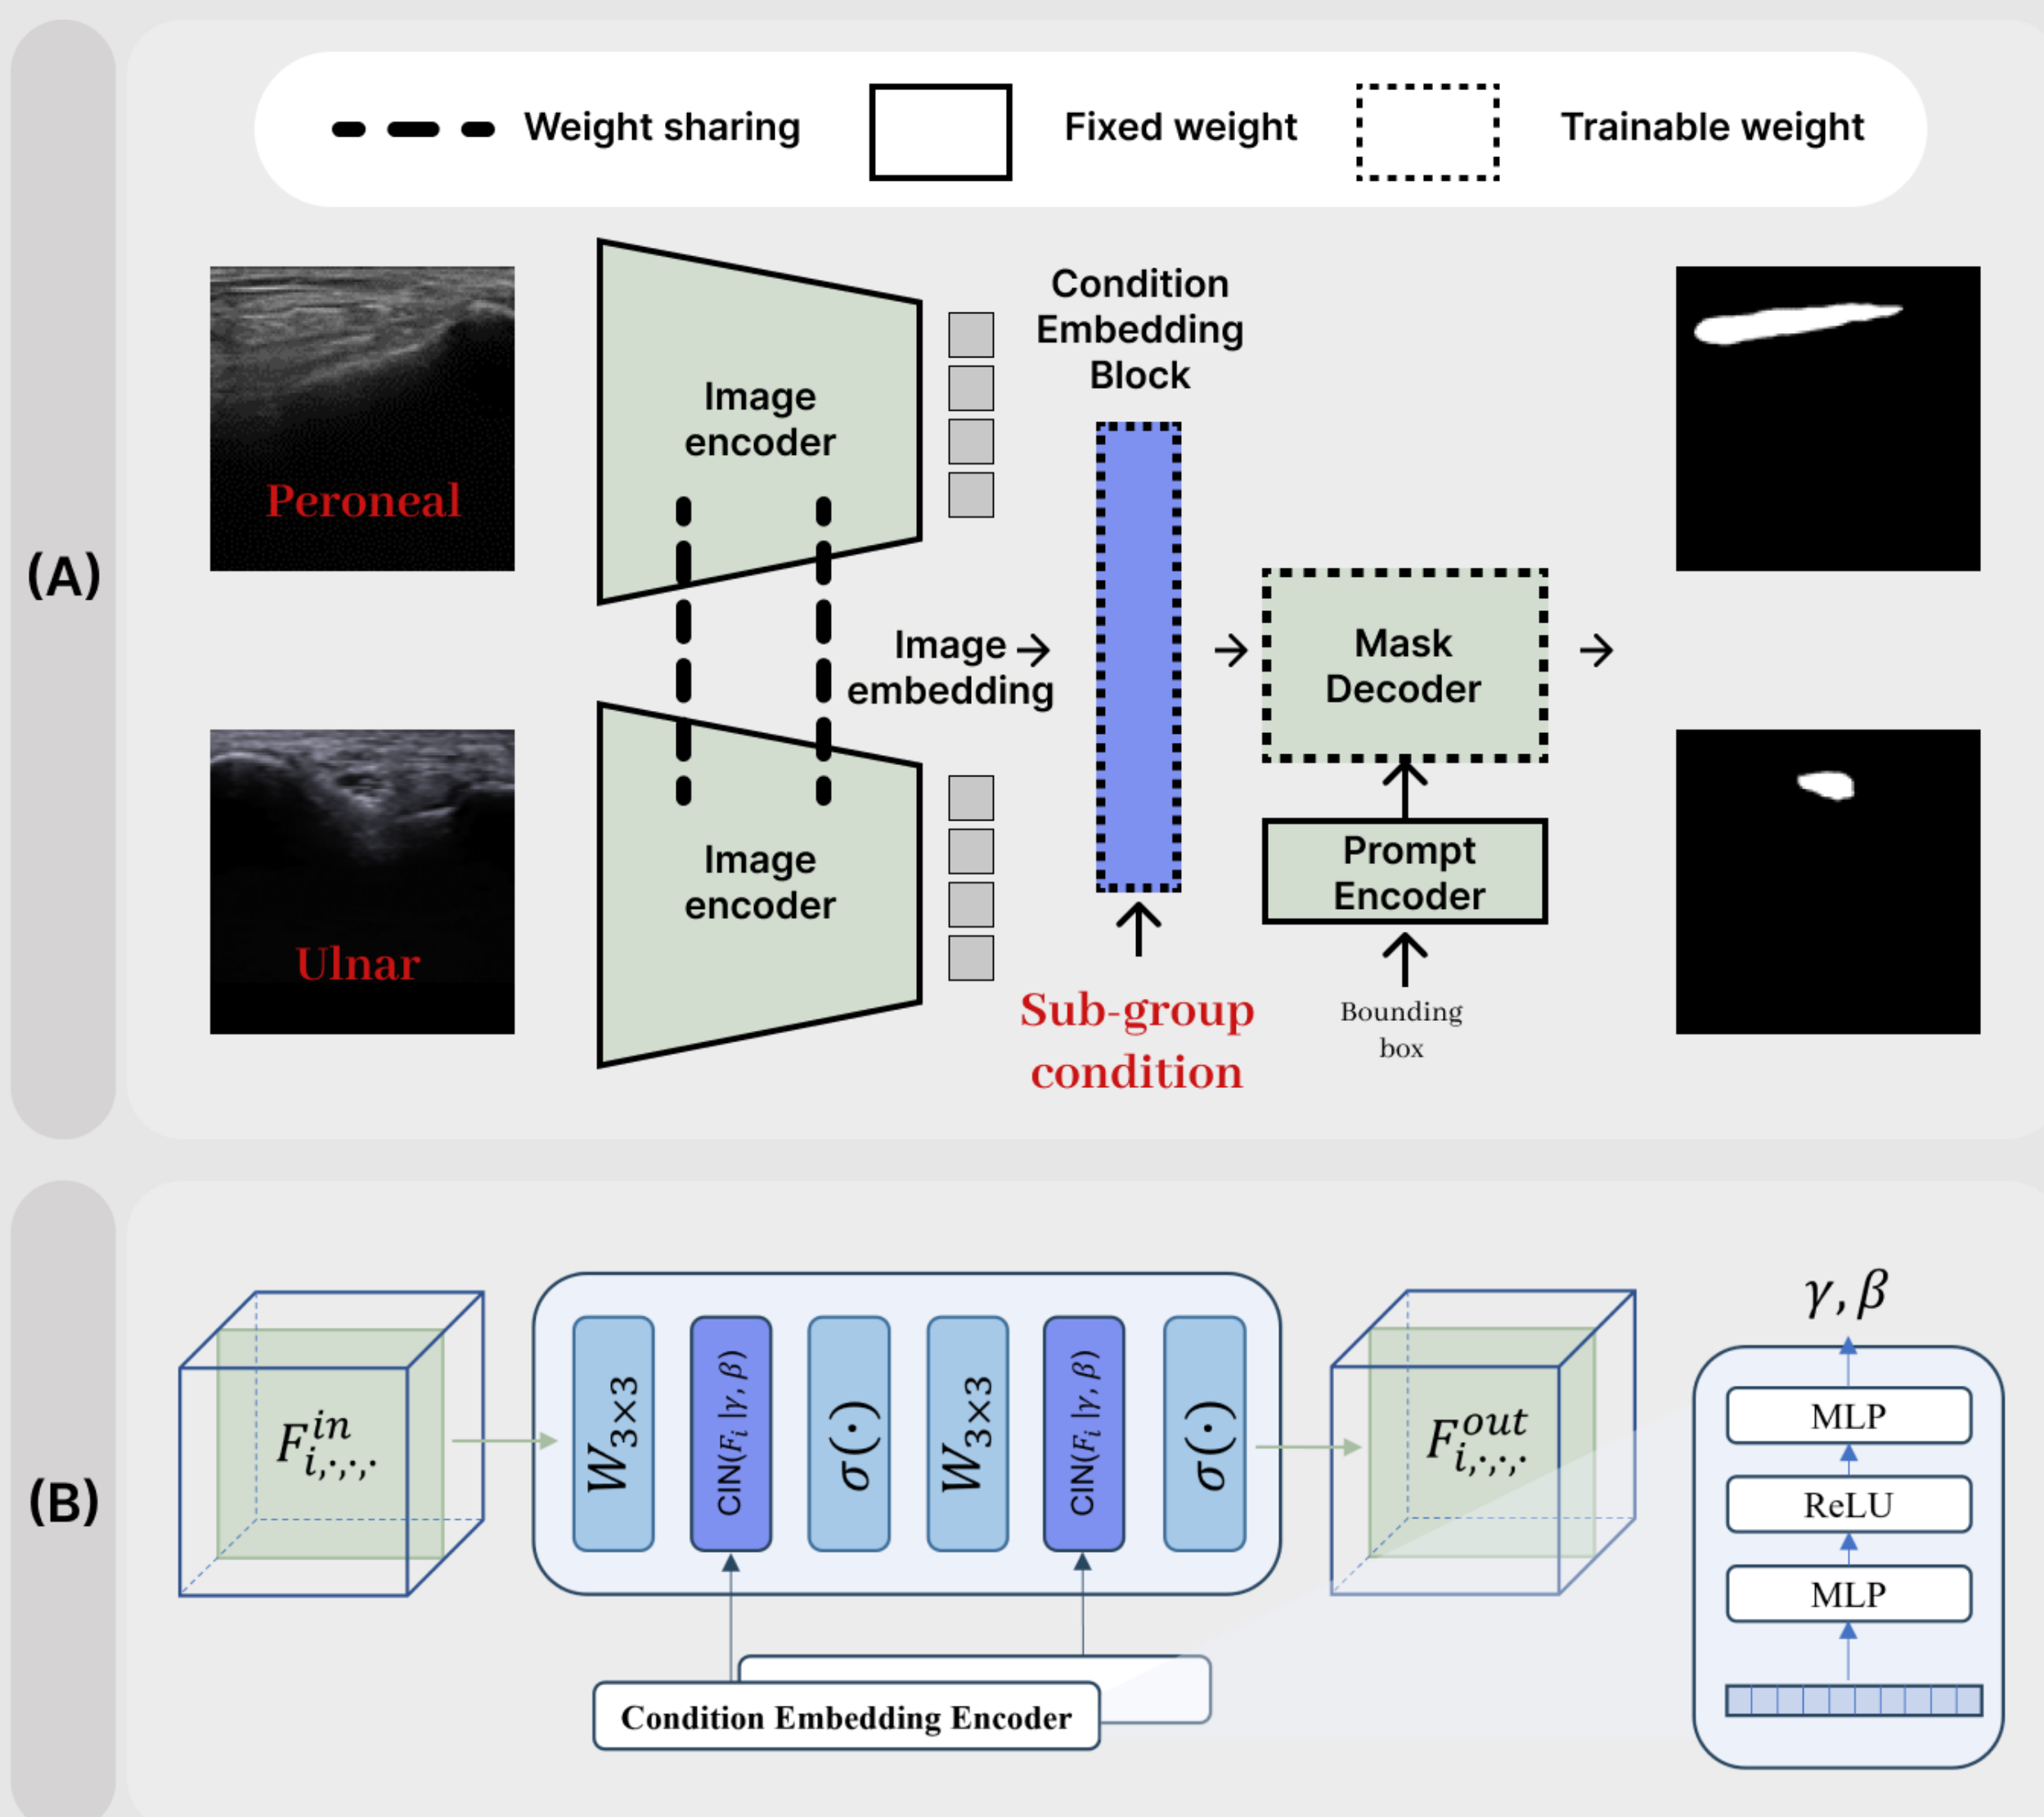 Weight sharing
Fixed weight
Trainable weight
(A)
Peroneal
Image
encoder
Condition
Embedding
Block
Image
embedding
Mask
Decoder
Prompt
Encoder
Bounding
box
Sub-group
condition
Ulnar
Image
encoder
(B)
F^{in}_{i,·,·,·}
W_{3×3}
CIN(F_i |γ, β)
σ(·)
W_{3×3}
CIN(F_i |γ, β)
σ(·)
F^{out}_{i,·,·,·}
Condition Embedding Encoder
γ, β
MLP
ReLU
MLP